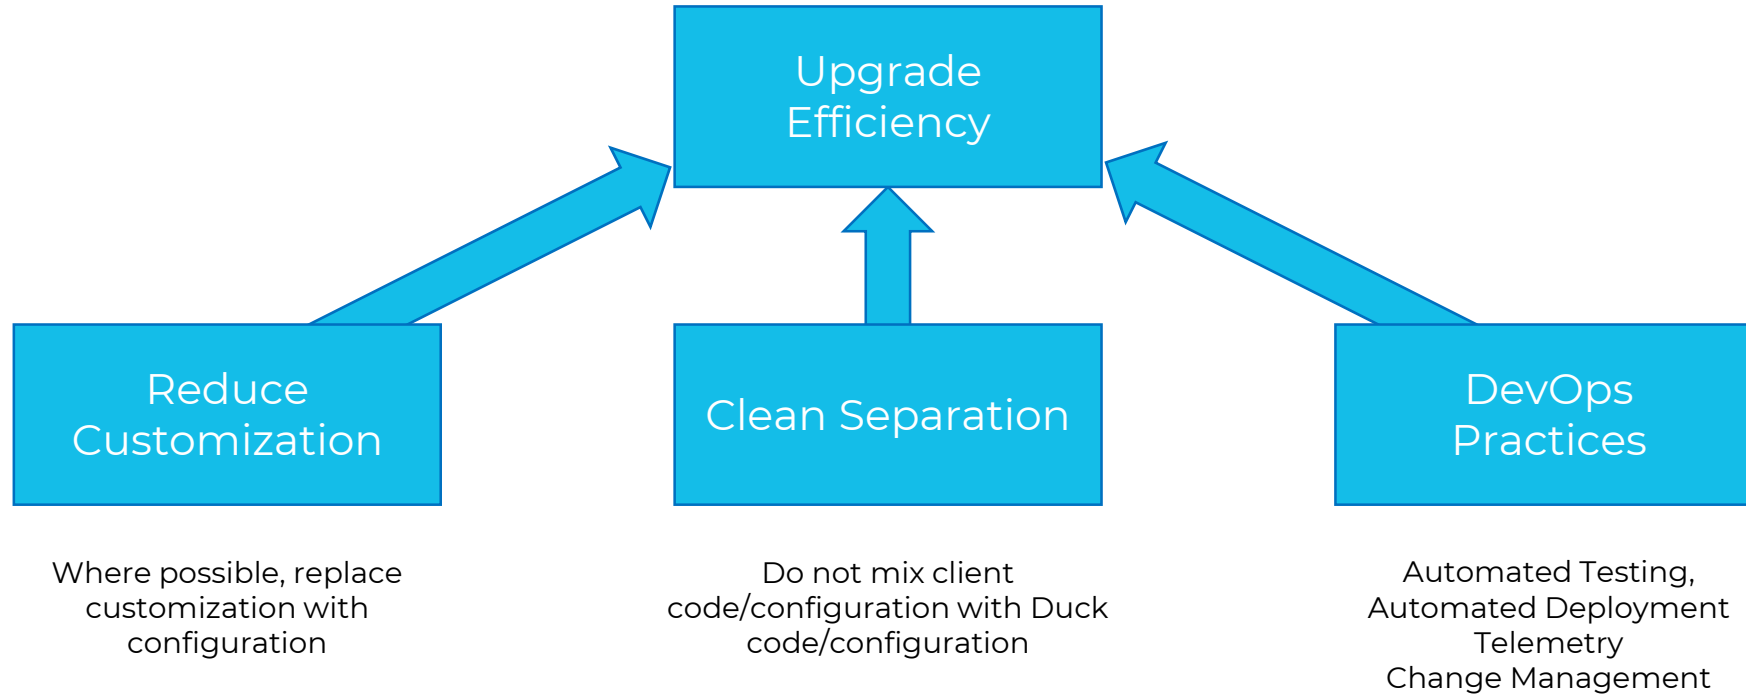 Upgrade
Efficiency
Reduce
Customization
Clean Separation
DevOps
Practices
Where possible, replace
customization with
configuration
Do not mix client
code/configuration with Duck
code/configuration
Automated Testing,
Automated Deployment
Telemetry
Change Management